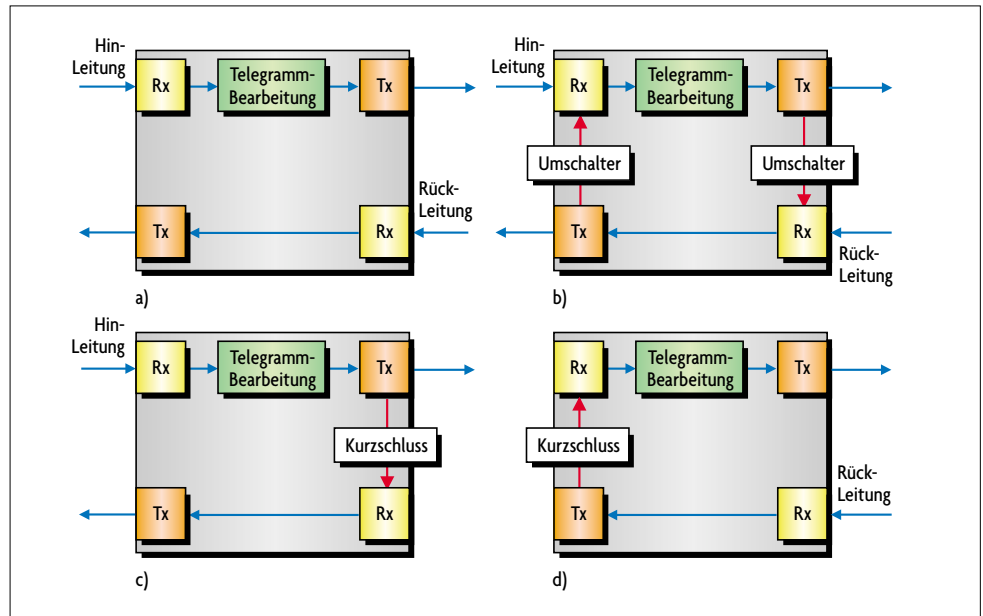 Hin-
Leitung
Rx
Telegramm-
Bearbeitung
Tx
Rück-
Leitung
Tx
Rx
a)
Hin-
Leitung
Rx
Telegramm-
Bearbeitung
Tx
Umschalter
Umschalter
Tx
Rx
Rück-
Leitung
b)
Hin-
Leitung
Rx
Telegramm-
Bearbeitung
Tx
Kurzschluss
Tx
Rx
c)
Rx
Telegramm-
Bearbeitung
Tx
Kurzschluss
Rück-
Leitung
Tx
Rx
d)